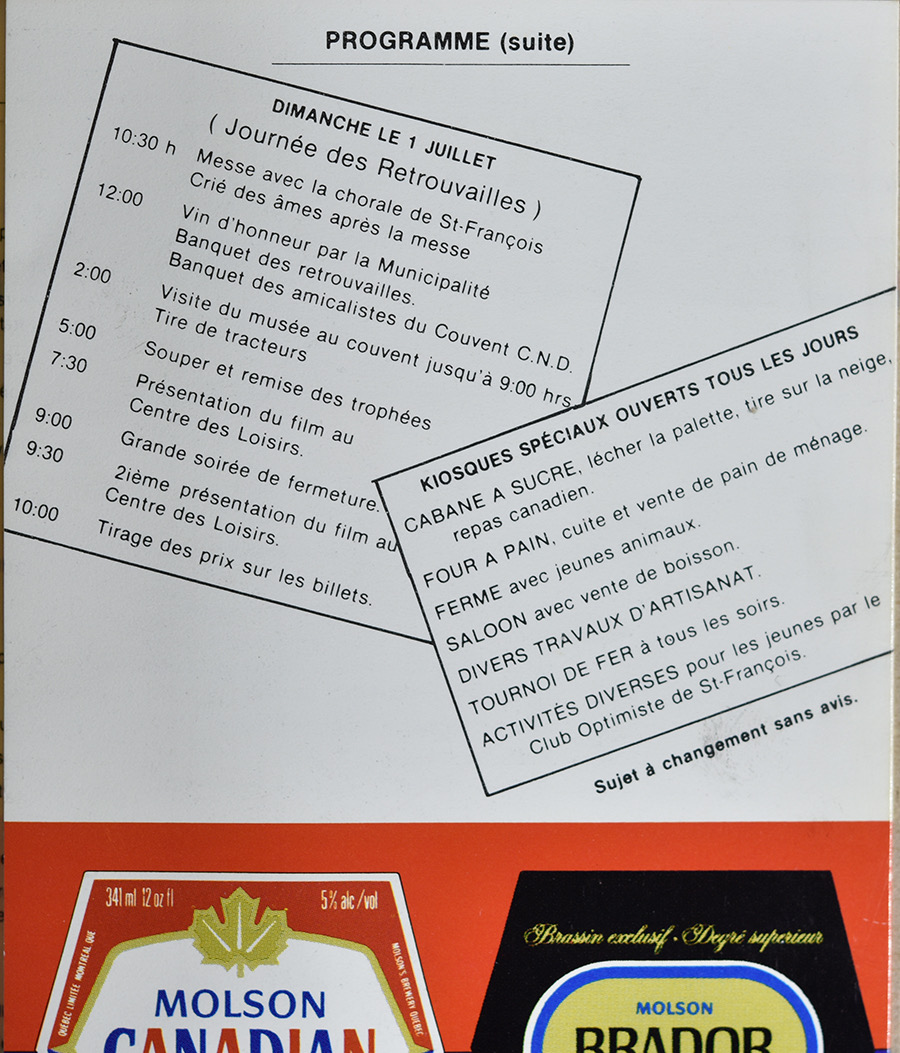 PROGRAMME (suite)
DIMANCHE LE 1 JUILLET
( Journée des Retrouvailles )
10:30 h Messe avec la chorale de St-François
Crié des âmes après la messe
12:00 Vin d'honneur par la Municipalité
Banquet des retrouvailles.
Banquet des amicalistes du Couvent C.N.D.
2:00 Visite du musée au couvent jusqu'à 9:00 hrs.
Tire de tracteurs
5:00 Souper et remise des trophées
7:30 Présentation du film au
Centre des Loisirs.
9:00 Grande soirée de fermeture.
9:30 2ième présentation du film au
Centre des Loisirs.
10:00 Tirage des prix sur les billets.
KIOSQUES SPÉCIAUX OUVERTS TOUS LES JOURS
CABANE A SUCRE, lécher la palette, tire sur la neige,
repas canadien.
FOUR A PAIN, cuite et vente de pain de ménage.
FERME avec jeunes animaux.
SALOON avec vente de boisson.
DIVERS TRAVAUX D'ARTISANAT.
TOURNOI DE FER à tous les soirs.
ACTIVITÉS DIVERSES pour les jeunes par le
Club Optimiste de St-François.
Sujet à changement sans avis.
341 ml 12 oz fl
5% alc/vol
QUÉBEC LIMITÉE MONTRÉAL QUE
MOLSON'S BREWERY QUEBEC
MOLSON
CANADIAN
Brassin exclusif · Degré superieur
MOLSON
BRADOR